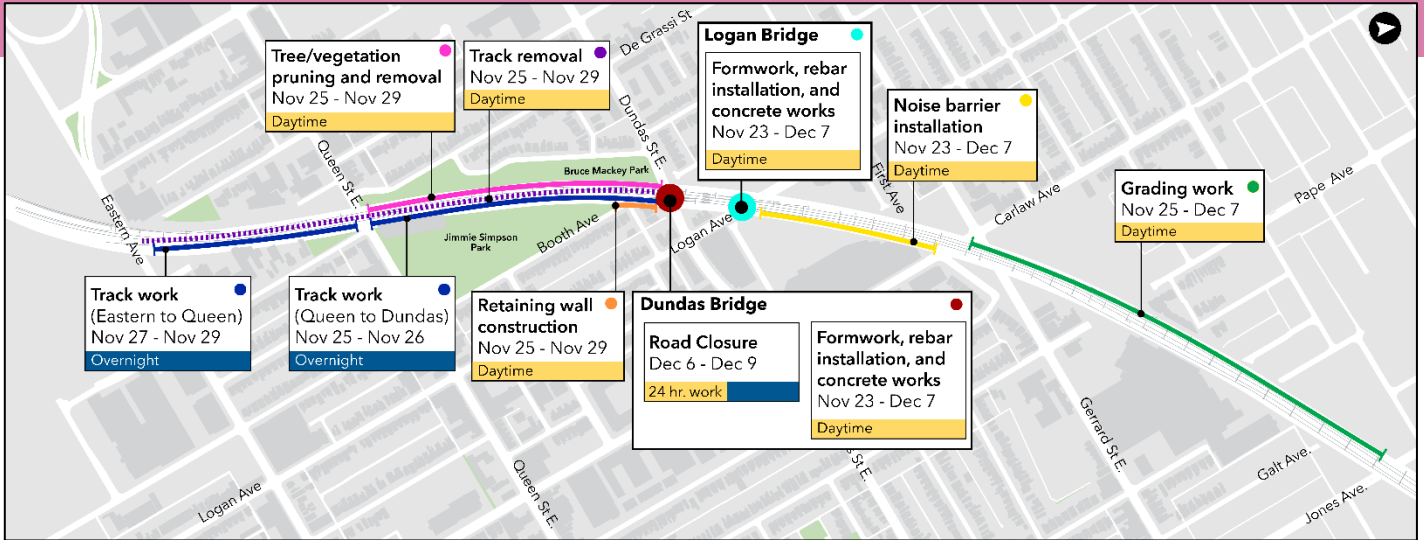 De Grassi St
Tree/vegetation
pruning and removal
Nov 25 - Nov 29
Daytime
Track removal
Nov 25 - Nov 29
Daytime
Dundas St E.
Logan Bridge
Formwork, rebar
installation, and
concrete works
Nov 23 - Dec 7
Daytime
Noise barrier
installation
Nov 23 - Dec 7
Daytime
First Ave
Carlaw Ave
Grading work
Nov 25 - Dec 7
Daytime
Pape Ave
Queen St E.
Bruce Mackey Park
Eastern Ave
Jimmie Simpson
Park
Booth Ave
Logan Ave
Track work
(Eastern to Queen)
Nov 27 - Nov 29
Overnight
Track work
(Queen to Dundas)
Nov 25 - Nov 26
Overnight
Retaining wall
construction
Nov 25 - Nov 29
Daytime
Dundas Bridge
Road Closure
Dec 6 - Dec 9
24 hr. work
Formwork, rebar
installation, and
concrete works
Nov 23 - Dec 7
Daytime
Gerrard St E.
Galt Ave.
Jones Ave.
Logan Ave
Queen St E.
St E.